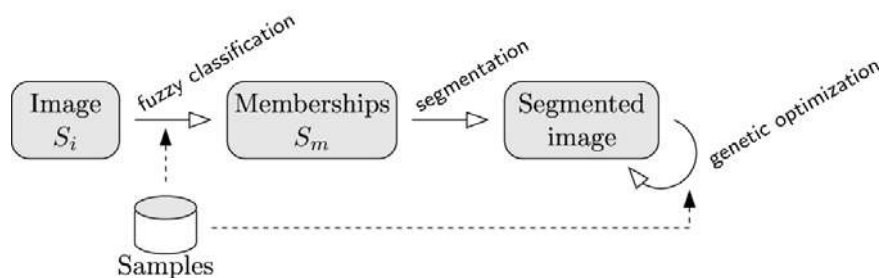 fuzzy classification
segmentation
genetic optimization
Image
S_i
Memberships
S_m
Segmented
image
Samples